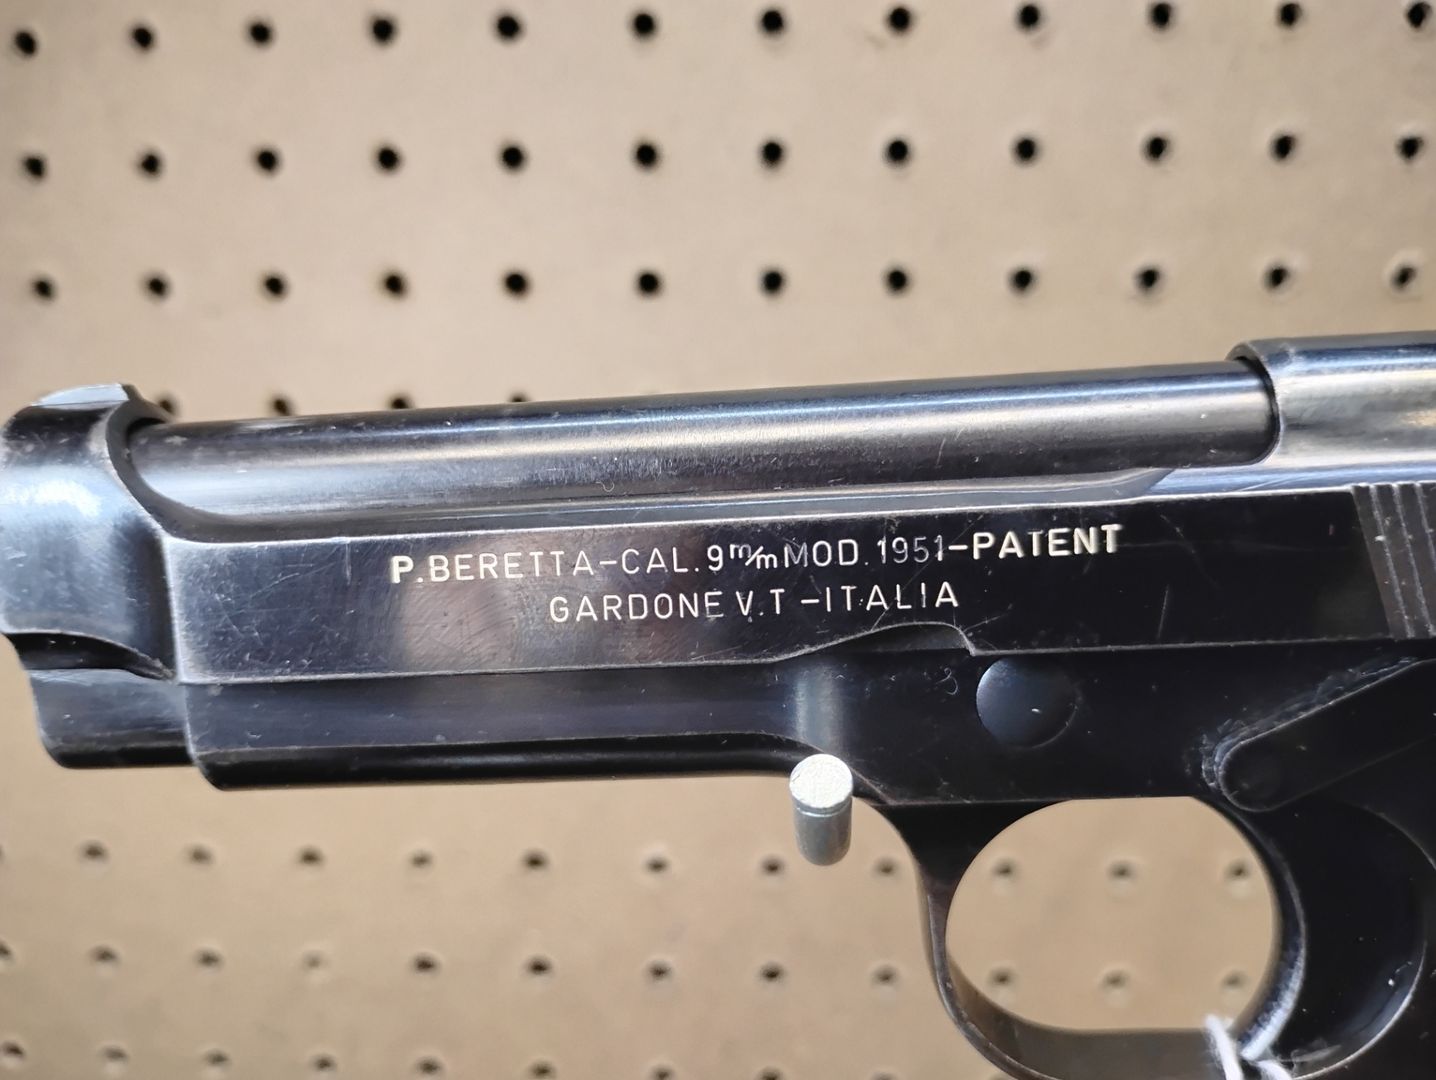 P.BERETTA-CAL. 9m/m MOD. 1951-PATENT
GARDONE V.T -ITALIA